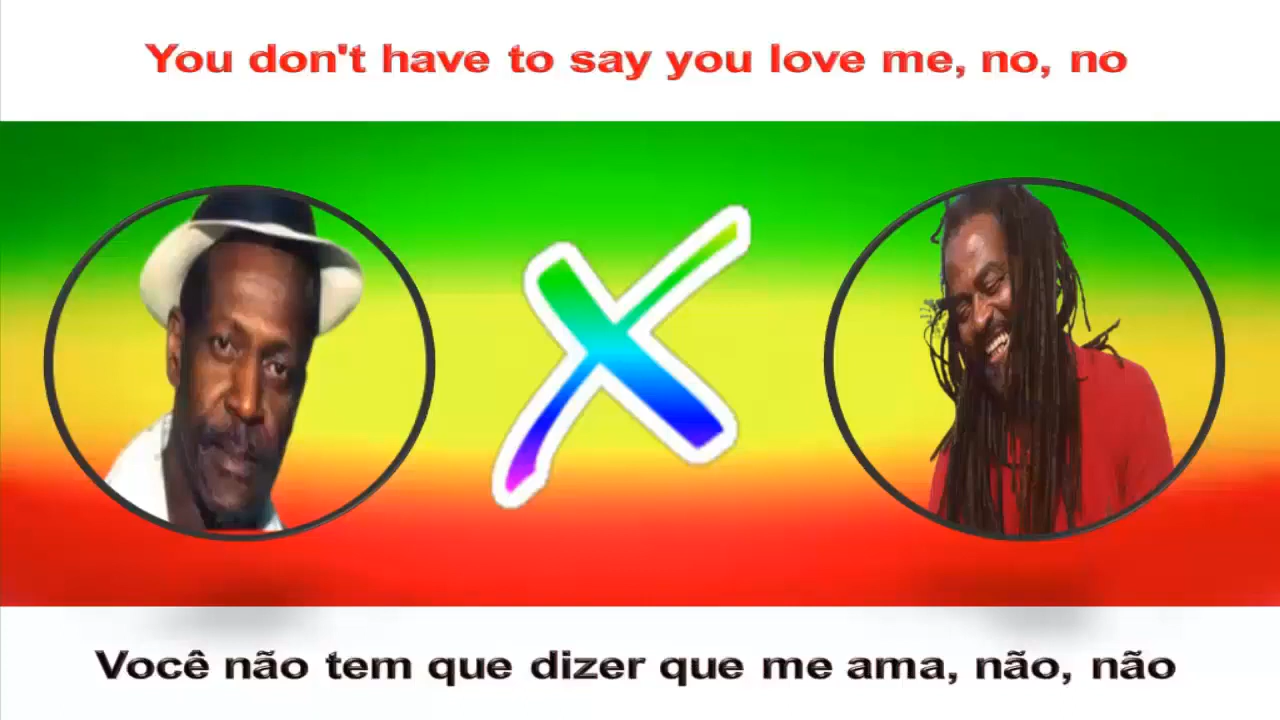 You don't have to say you love me, no, no
X
Você não tem que dizer que me ama, não, não